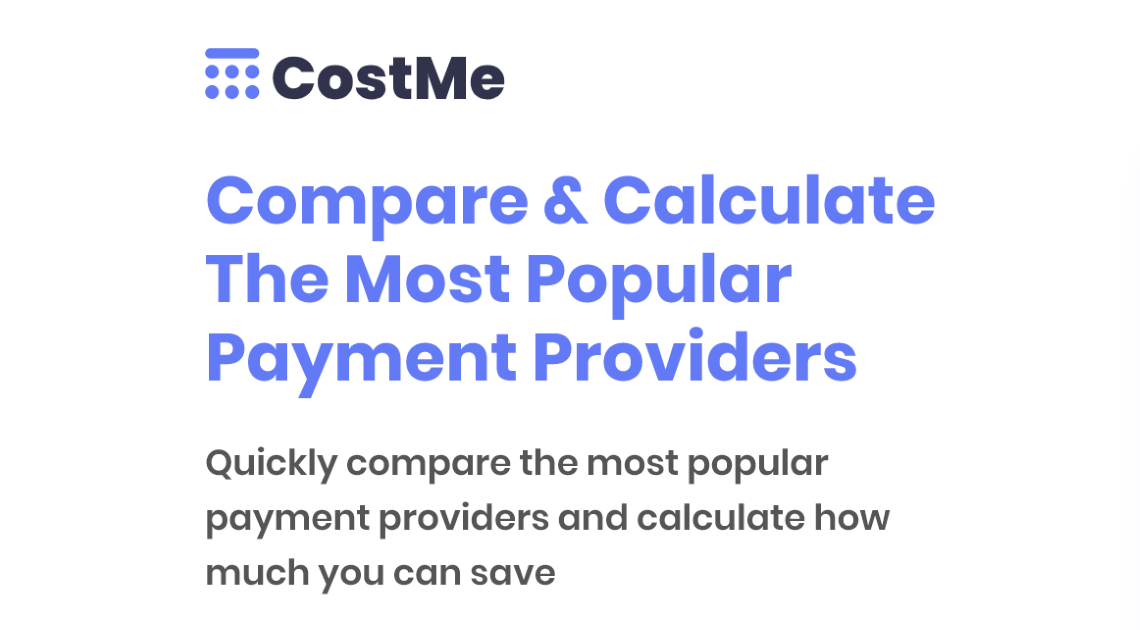 CostMe
Compare & Calculate
The Most Popular
Payment Providers
Quickly compare the most popular
payment providers and calculate how
much you can save